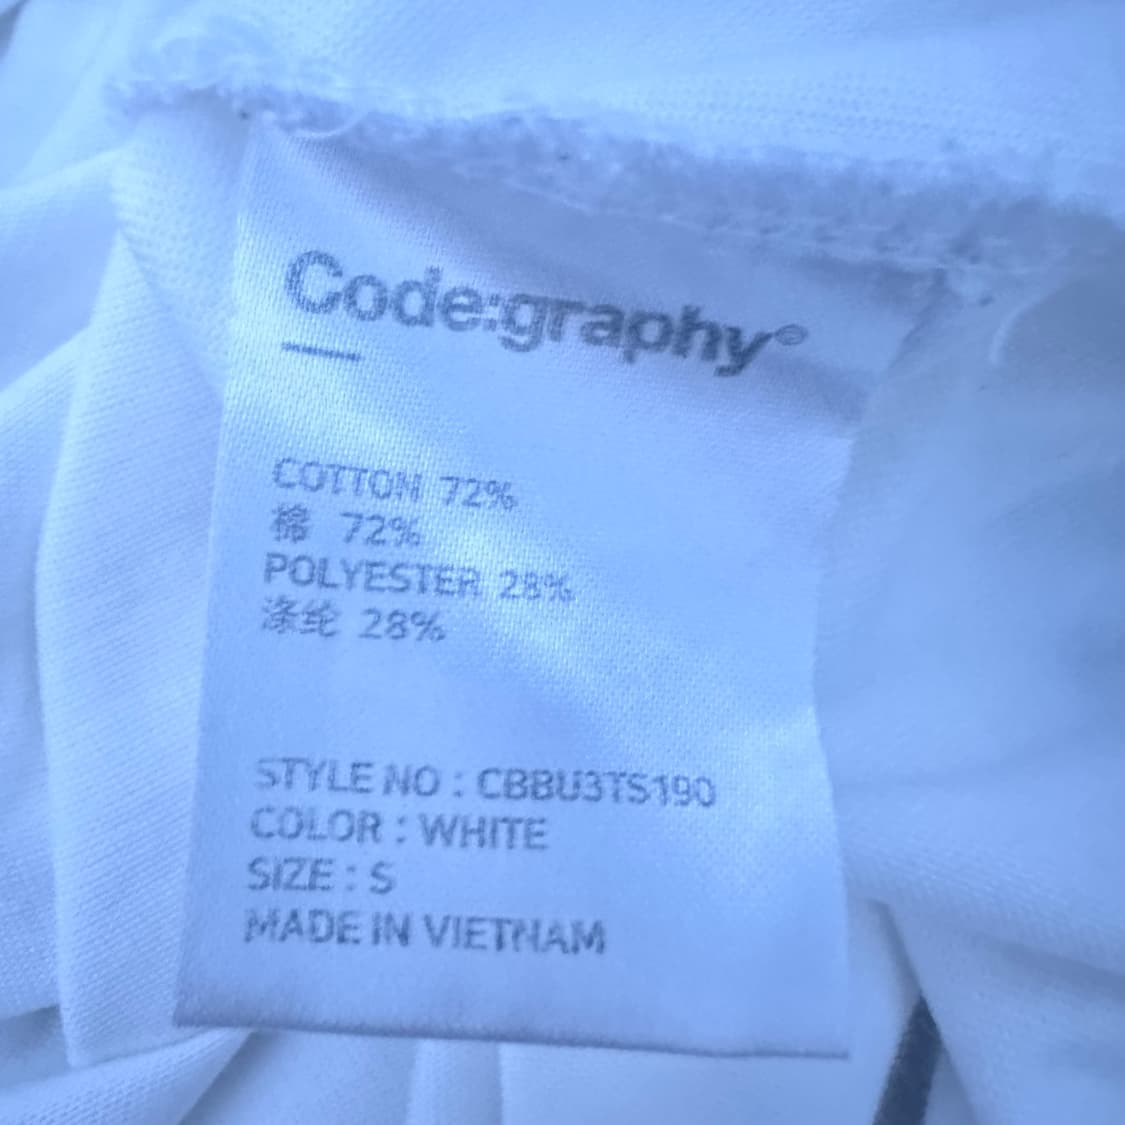 Code:graphy®
COTTON 72%
棉 72%
POLYESTER 28%
涤纶 28%
STYLE NO : CBBU3TS190
COLOR : WHITE
SIZE : S
MADE IN VIETNAM